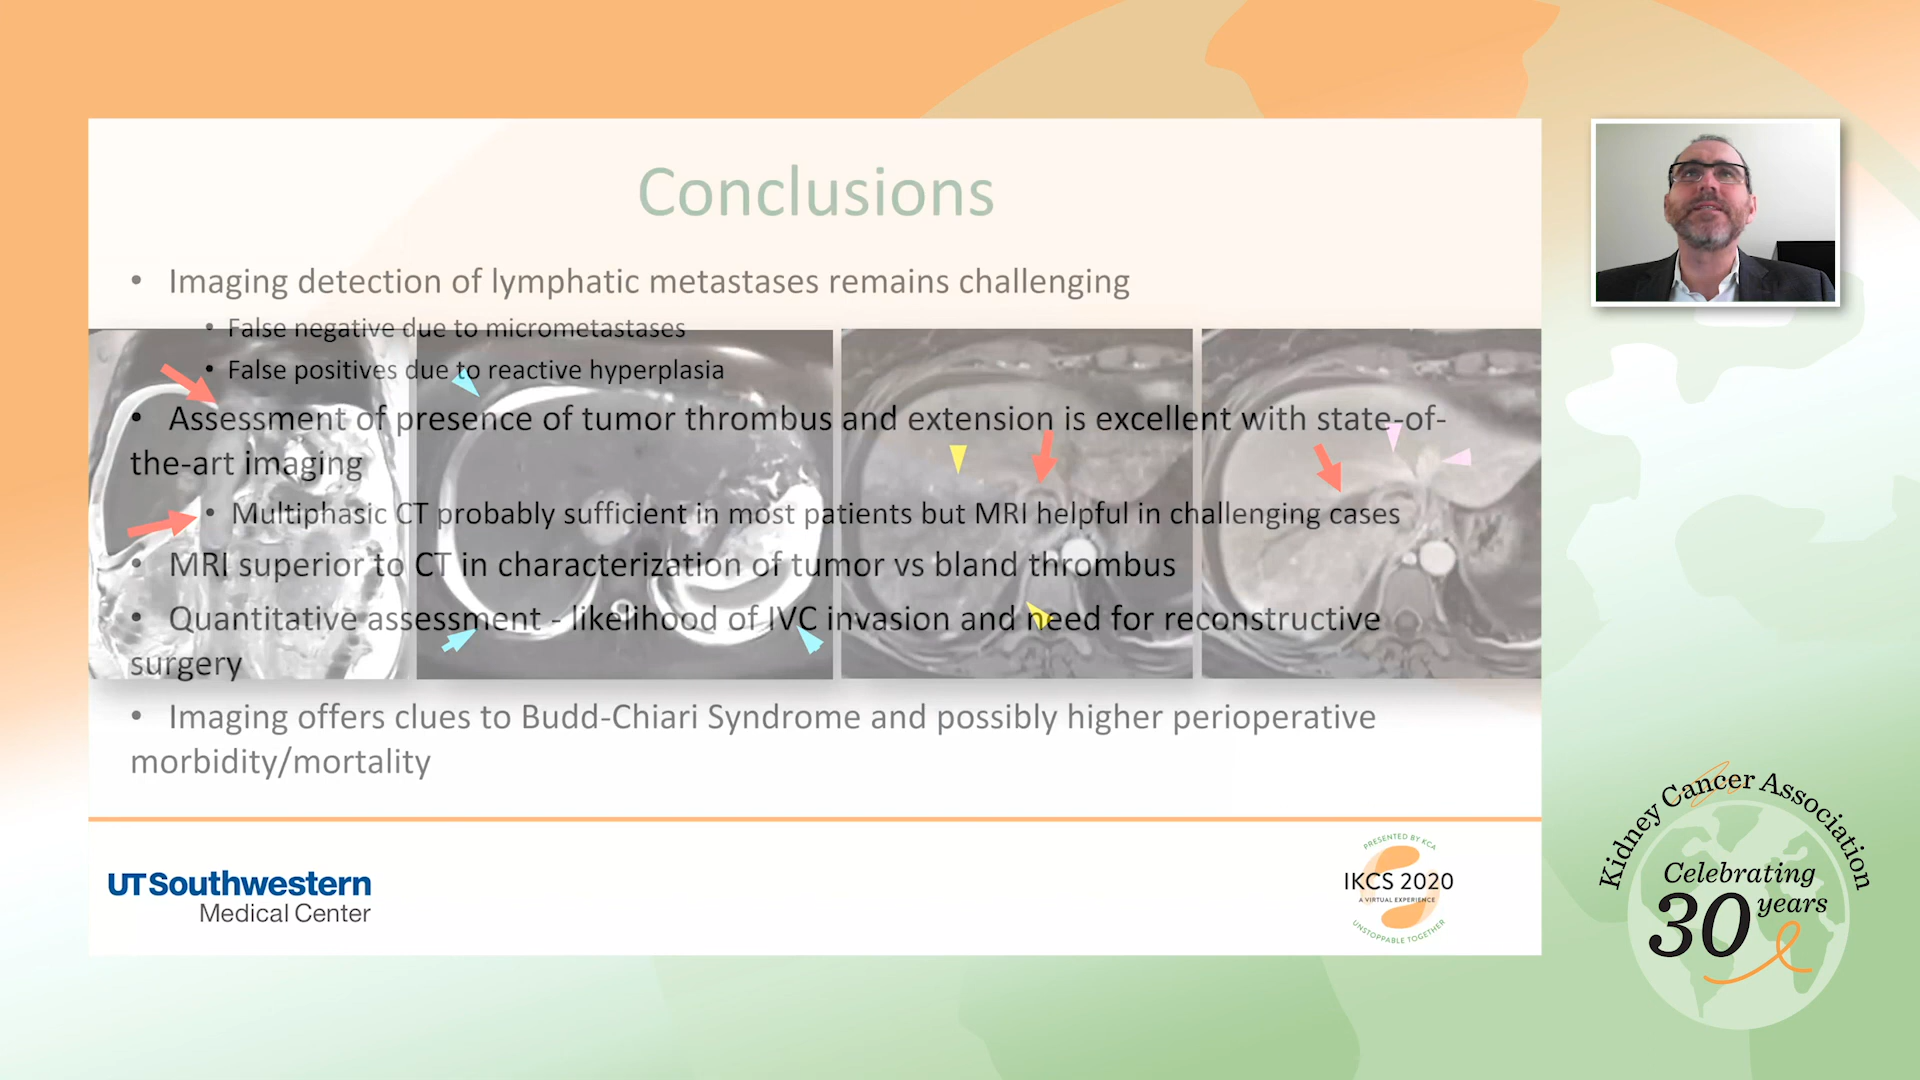 Conclusions
• Imaging detection of lymphatic metastases remains challenging
• False negative due to micrometastases
• False positives due to reactive hyperplasia
• Assessment of presence of tumor thrombus and extension is excellent with state-of-
the-art imaging
• Multiphasic CT probably sufficient in most patients but MRI helpful in challenging cases
• MRI superior to CT in characterization of tumor vs bland thrombus
• Quantitative assessment - likelihood of IVC invasion and need for reconstructive
surgery
• Imaging offers clues to Budd-Chiari Syndrome and possibly higher perioperative
morbidity/mortality
UTSouthwestern
Medical Center
PRESENTED BY KCA
IKCS 2020
A VIRTUAL EXPERIENCE
UNSTOPPABLE TOGETHER
Kidney Cancer Association
Celebrating
30 years